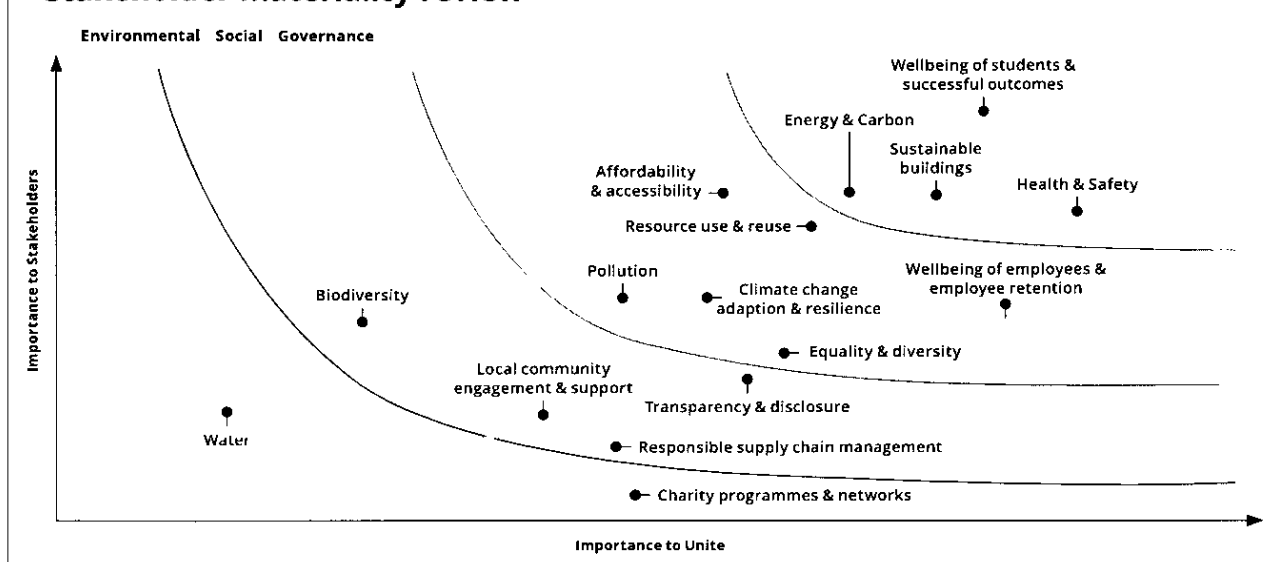 Environmental Social Governance
Wellbeing of students &
successful outcomes
Energy & Carbon
Sustainable
buildings
Affordability
& accessibility
Health & Safety
Resource use & reuse
Pollution
Wellbeing of employees &
employee retention
Climate change
adaption & resilience
Biodiversity
Equality & diversity
Local community
engagement & support
Transparency & disclosure
Water
Responsible supply chain management
Charity programmes & networks
Importance to Stakeholders
Importance to Unite